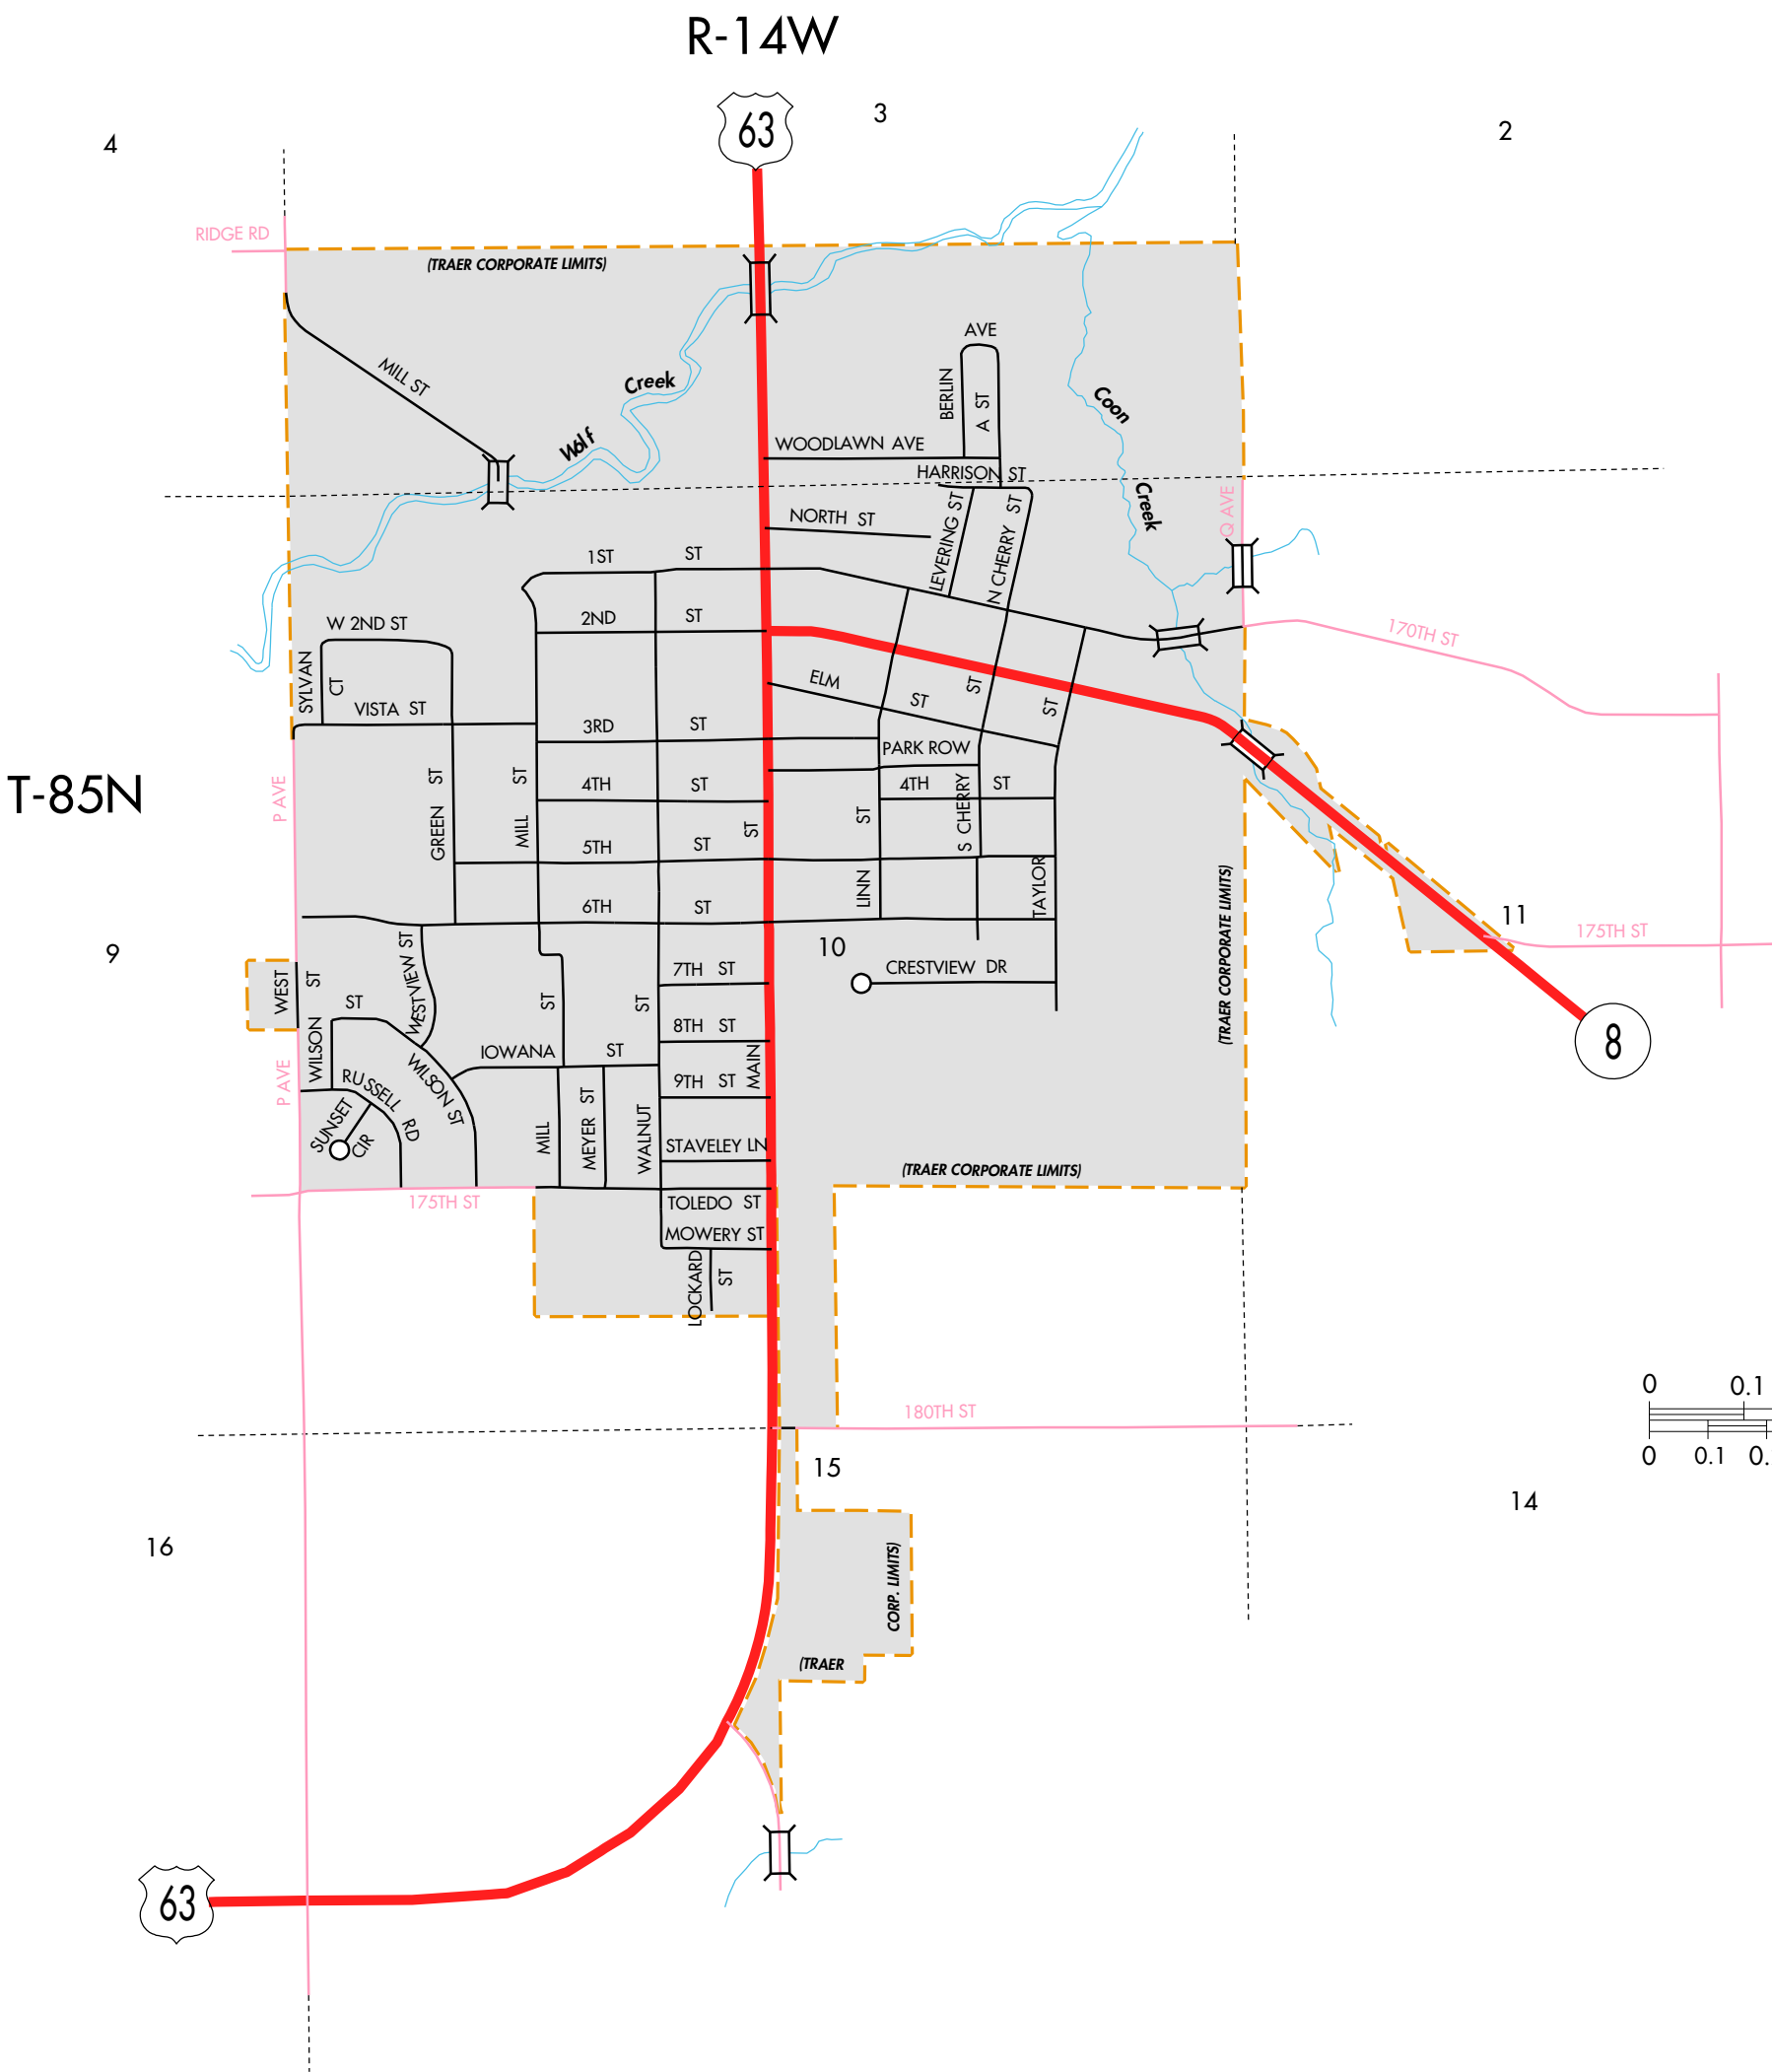 R-14W
63
3
4
2
RIDGE RD
(TRAER CORPORATE LIMITS)
MILL ST
Creek
Wolf
AVE
BERLIN
A ST
Coon
Creek
WOODLAWN AVE
HARRISON ST
NORTH ST
LEVERING ST
N CHERRY ST
Q AVE
1ST ST
2ND ST
W 2ND ST
SYLVAN
CT
VISTA ST
170TH ST
ELM ST
ST
ST
3RD ST
PARK ROW
T-85N
P AVE
GREEN ST
MILL ST
4TH ST
4TH ST
ST
LINN ST
S CHERRY
5TH ST
TAYLOR
(TRAER CORPORATE LIMITS)
6TH ST
9
10
11
175TH ST
WEST ST
WESTVIEW ST
7TH ST
CRESTVIEW DR
ST
ST
ST
8TH ST
8
WILSON
IOWANA ST
MAIN
P AVE
RUSSELL RD
WILSON ST
9TH ST
SUNSET
CIR
MILL
MEYER ST
WALNUT
STAVELEY LN
(TRAER CORPORATE LIMITS)
175TH ST
TOLEDO ST
MOWERY ST
LOCKARD
ST
0 0.1
0 0.1 0.
180TH ST
15
14
16
CORP. LIMITS)
(TRAER
63